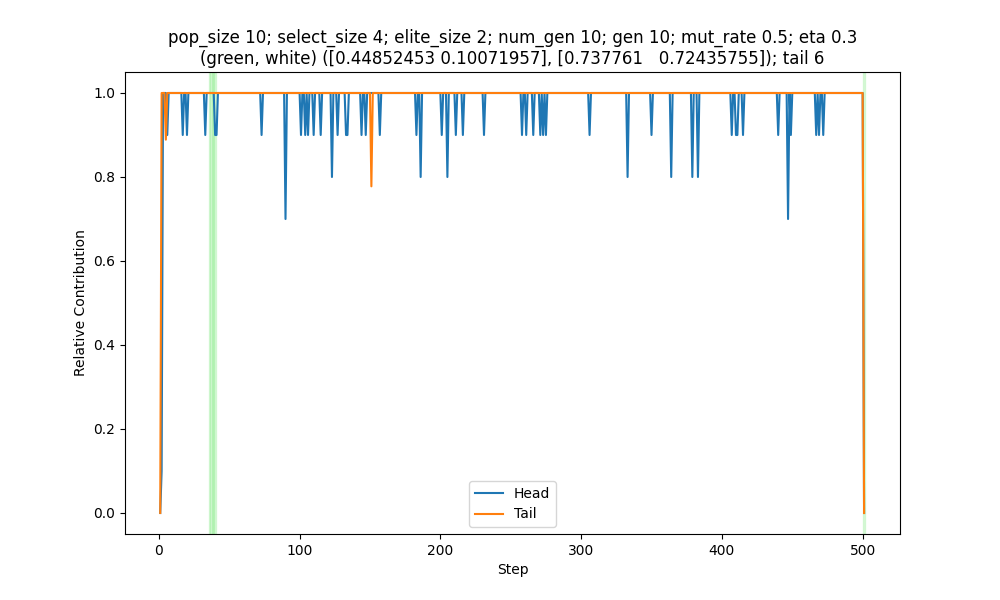 pop_size 10; select_size 4; elite_size 2; num_gen 10; gen 10; mut_rate 0.5; eta 0.3
(green, white) ([0.44852453 0.10071957], [0.737761   0.72435755]); tail 6
Relative Contribution
1.0
0.8
0.6
0.4
0.2
0.0
Head
Tail
0
100
200
300
400
500
Step